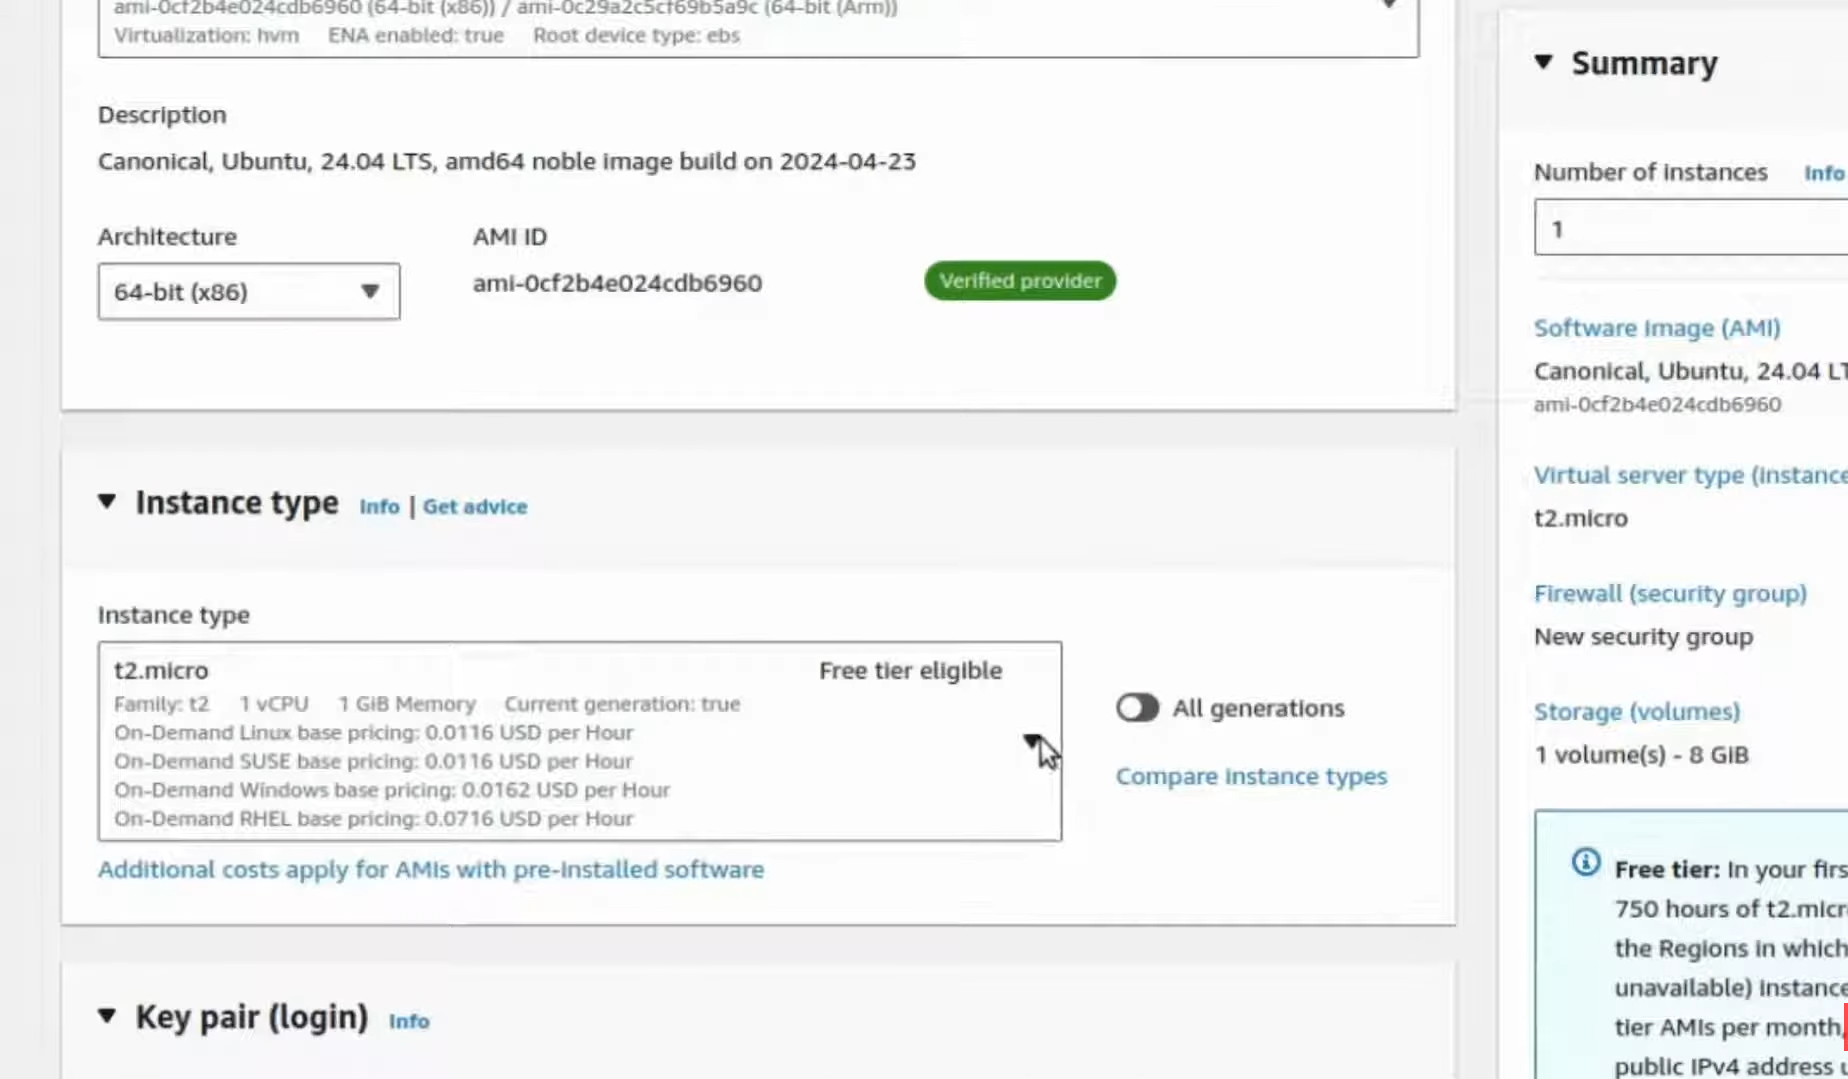 ami-0cf2b4e024cdb6960 (64-bit (x86)) / ami-0c29a2c5cf69b5a9c (64-bit (Arm))
Virtualization: hvm ENA enabled: true Root device type: ebs
Description
Canonical, Ubuntu, 24.04 LTS, amd64 noble image build on 2024-04-23
Architecture AMI ID
64-bit (x86) ami-0cf2b4e024cdb6960 Verified provider
Instance type Info | Get advice
Instance type
t2.micro Free tier eligible
Family: t2 1 vCPU 1 GiB Memory Current generation: true
On-Demand Linux base pricing: 0.0116 USD per Hour
On-Demand SUSE base pricing: 0.0116 USD per Hour
On-Demand Windows base pricing: 0.0162 USD per Hour
On-Demand RHEL base pricing: 0.0716 USD per Hour
All generations
Compare instance types
Additional costs apply for AMIs with pre-installed software
Key pair (login) Info
Summary
Number of instances Info
1
Software Image (AMI)
Canonical, Ubuntu, 24.04 LT
ami-0cf2b4e024cdb6960
Virtual server type (instance
t2.micro
Firewall (security group)
New security group
Storage (volumes)
1 volume(s) - 8 GiB
Free tier: In your firs
750 hours of t2.micr
the Regions in which
unavailable) instance
tier AMIs per month,
public IPv4 address u